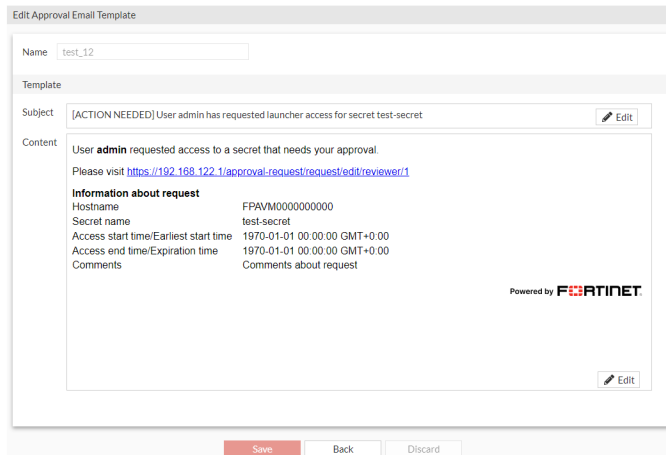 Edit Approval Email Template
Name test_12
Template
Subject [ACTION NEEDED] User admin has requested launcher access for secret test-secret Edit
Content
User admin requested access to a secret that needs your approval.
Please visit https://192.168.122.1/approval-request/request/edit/reviewer/1
Information about request
Hostname FPAVM0000000000
Secret name test-secret
Access start time/Earliest start time 1970-01-01 00:00:00 GMT+0:00
Access end time/Expiration time 1970-01-01 00:00:00 GMT+0:00
Comments Comments about request
Powered by FORTINET
Edit
Save Back Discard